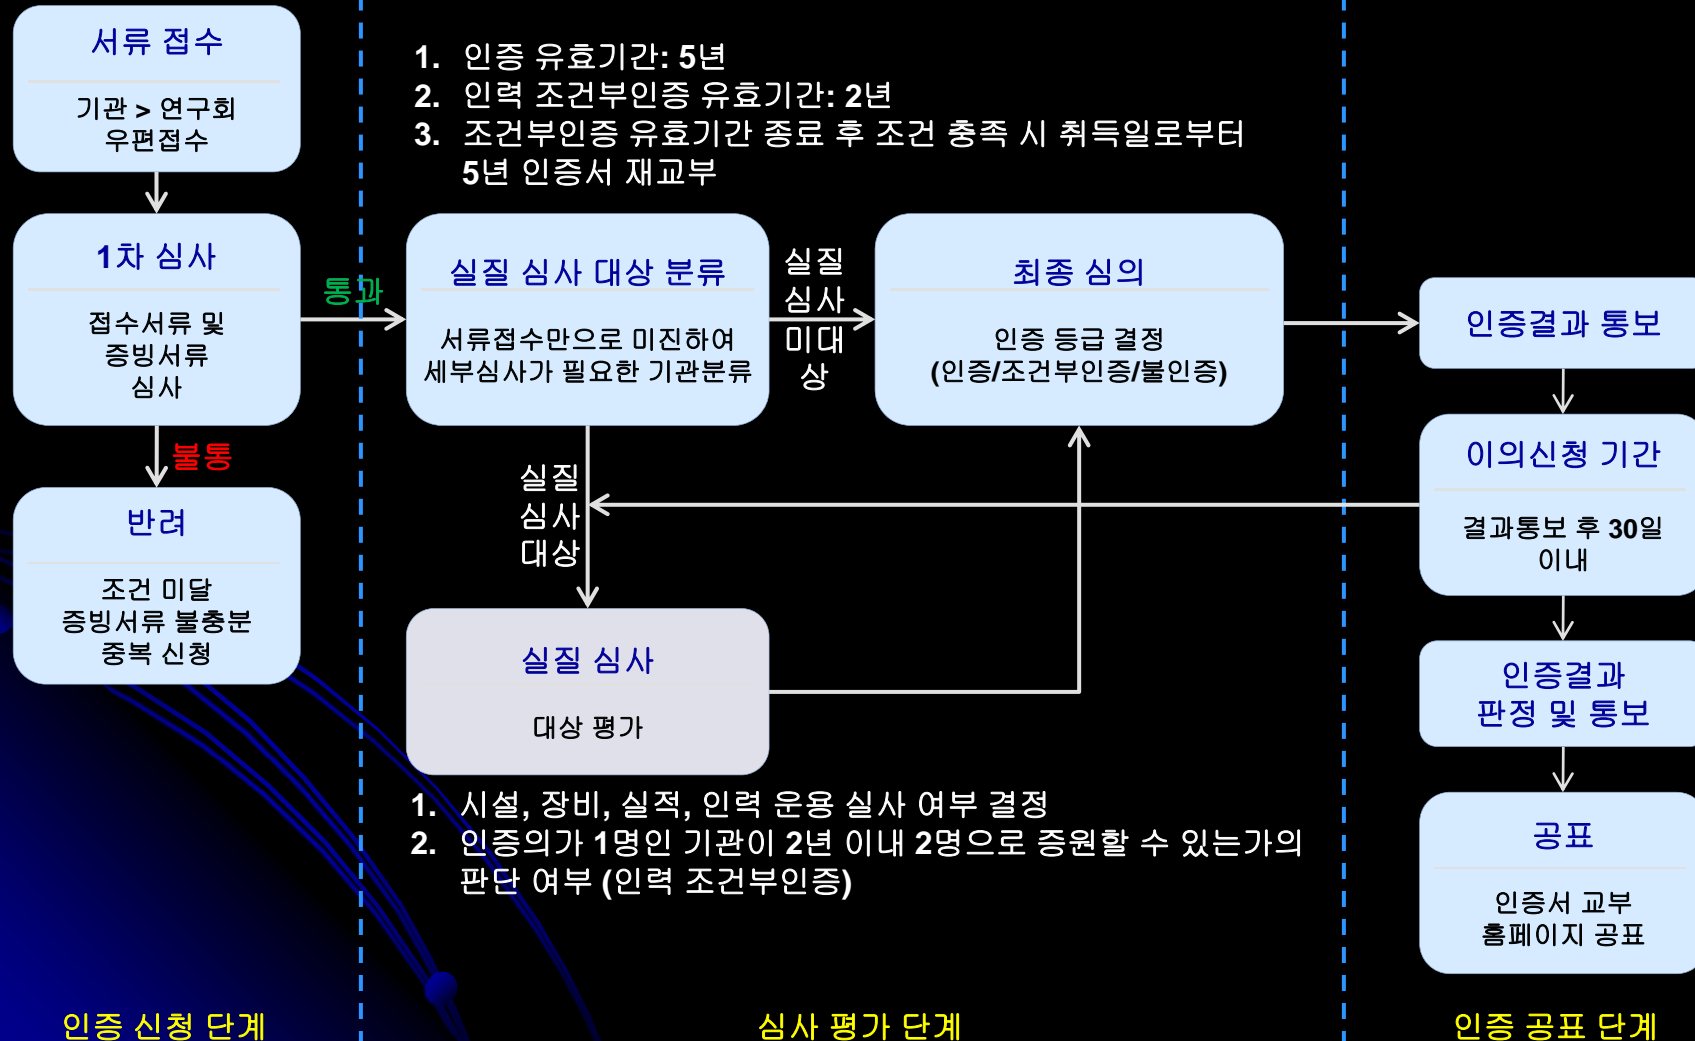 서류 접수
기관 > 연구회
우편접수
1차 심사
접수서류 및
증빙서류
심사
불통
반려
조건 미달
증빙서류 불충분
중복 신청
인증 신청 단계
통과
1. 인증 유효기간: 5년
2. 인력 조건부인증 유효기간: 2년
3. 조건부인증 유효기간 종료 후 조건 충족 시 취득일로부터
5년 인증서 재교부
실질 심사 대상 분류
서류접수만으로 미진하여
세부심사가 필요한 기관분류
실질
심사
미대
상
최종 심의
인증 등급 결정
(인증/조건부인증/불인증)
실질
심사
대상
실질 심사
대상 평가
1. 시설, 장비, 실적, 인력 운용 실사 여부 결정
2. 인증의가 1명인 기관이 2년 이내 2명으로 증원할 수 있는가의
판단 여부 (인력 조건부인증)
심사 평가 단계
인증결과 통보
이의신청 기간
결과통보 후 30일
이내
인증결과
판정 및 통보
공표
인증서 교부
홈페이지 공표
인증 공표 단계